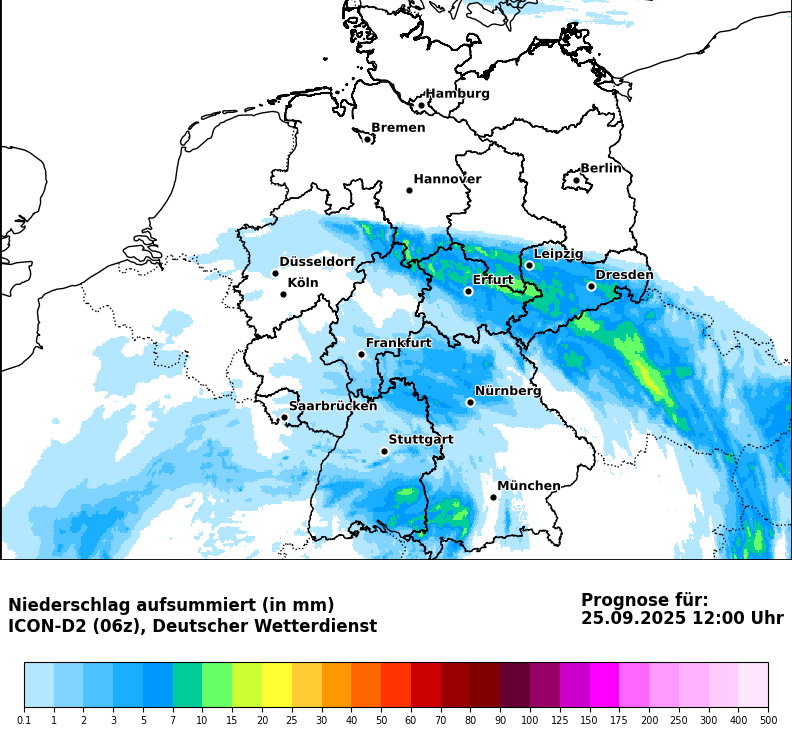 Hamburg
Bremen
Berlin
Hannover
Leipzig
Düsseldorf
Dresden
Köln
Erfurt
Frankfurt
Nürnberg
Saarbrücken
Stuttgart
München
Niederschlag aufsummiert (in mm)
ICON-D2 (06z), Deutscher Wetterdienst
Prognose für:
25.09.2025 12:00 Uhr
0.1 1 2 3 5 7 10 15 20 25 30 40 50 60 70 80 90 100 125 150 175 200 250 300 400 500